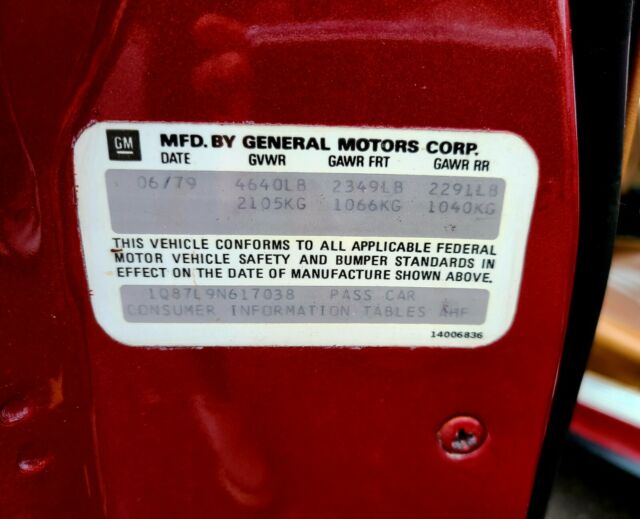 GM MFD. BY GENERAL MOTORS CORP.
DATE GVWR GAWR FRT GAWR RR
06/79 4640LB 2349LB 2291LB
2105KG 1066KG 1040KG
THIS VEHICLE CONFORMS TO ALL APPLICABLE FEDERAL
MOTOR VEHICLE SAFETY AND BUMPER STANDARDS IN
EFFECT ON THE DATE OF MANUFACTURE SHOWN ABOVE.
1Q87L9N617038 PASS CAR
CONSUMER INFORMATION TABLES
14006836